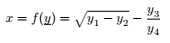 x = f(y̲) = √(y₁ − y₂) − y₃/y₄